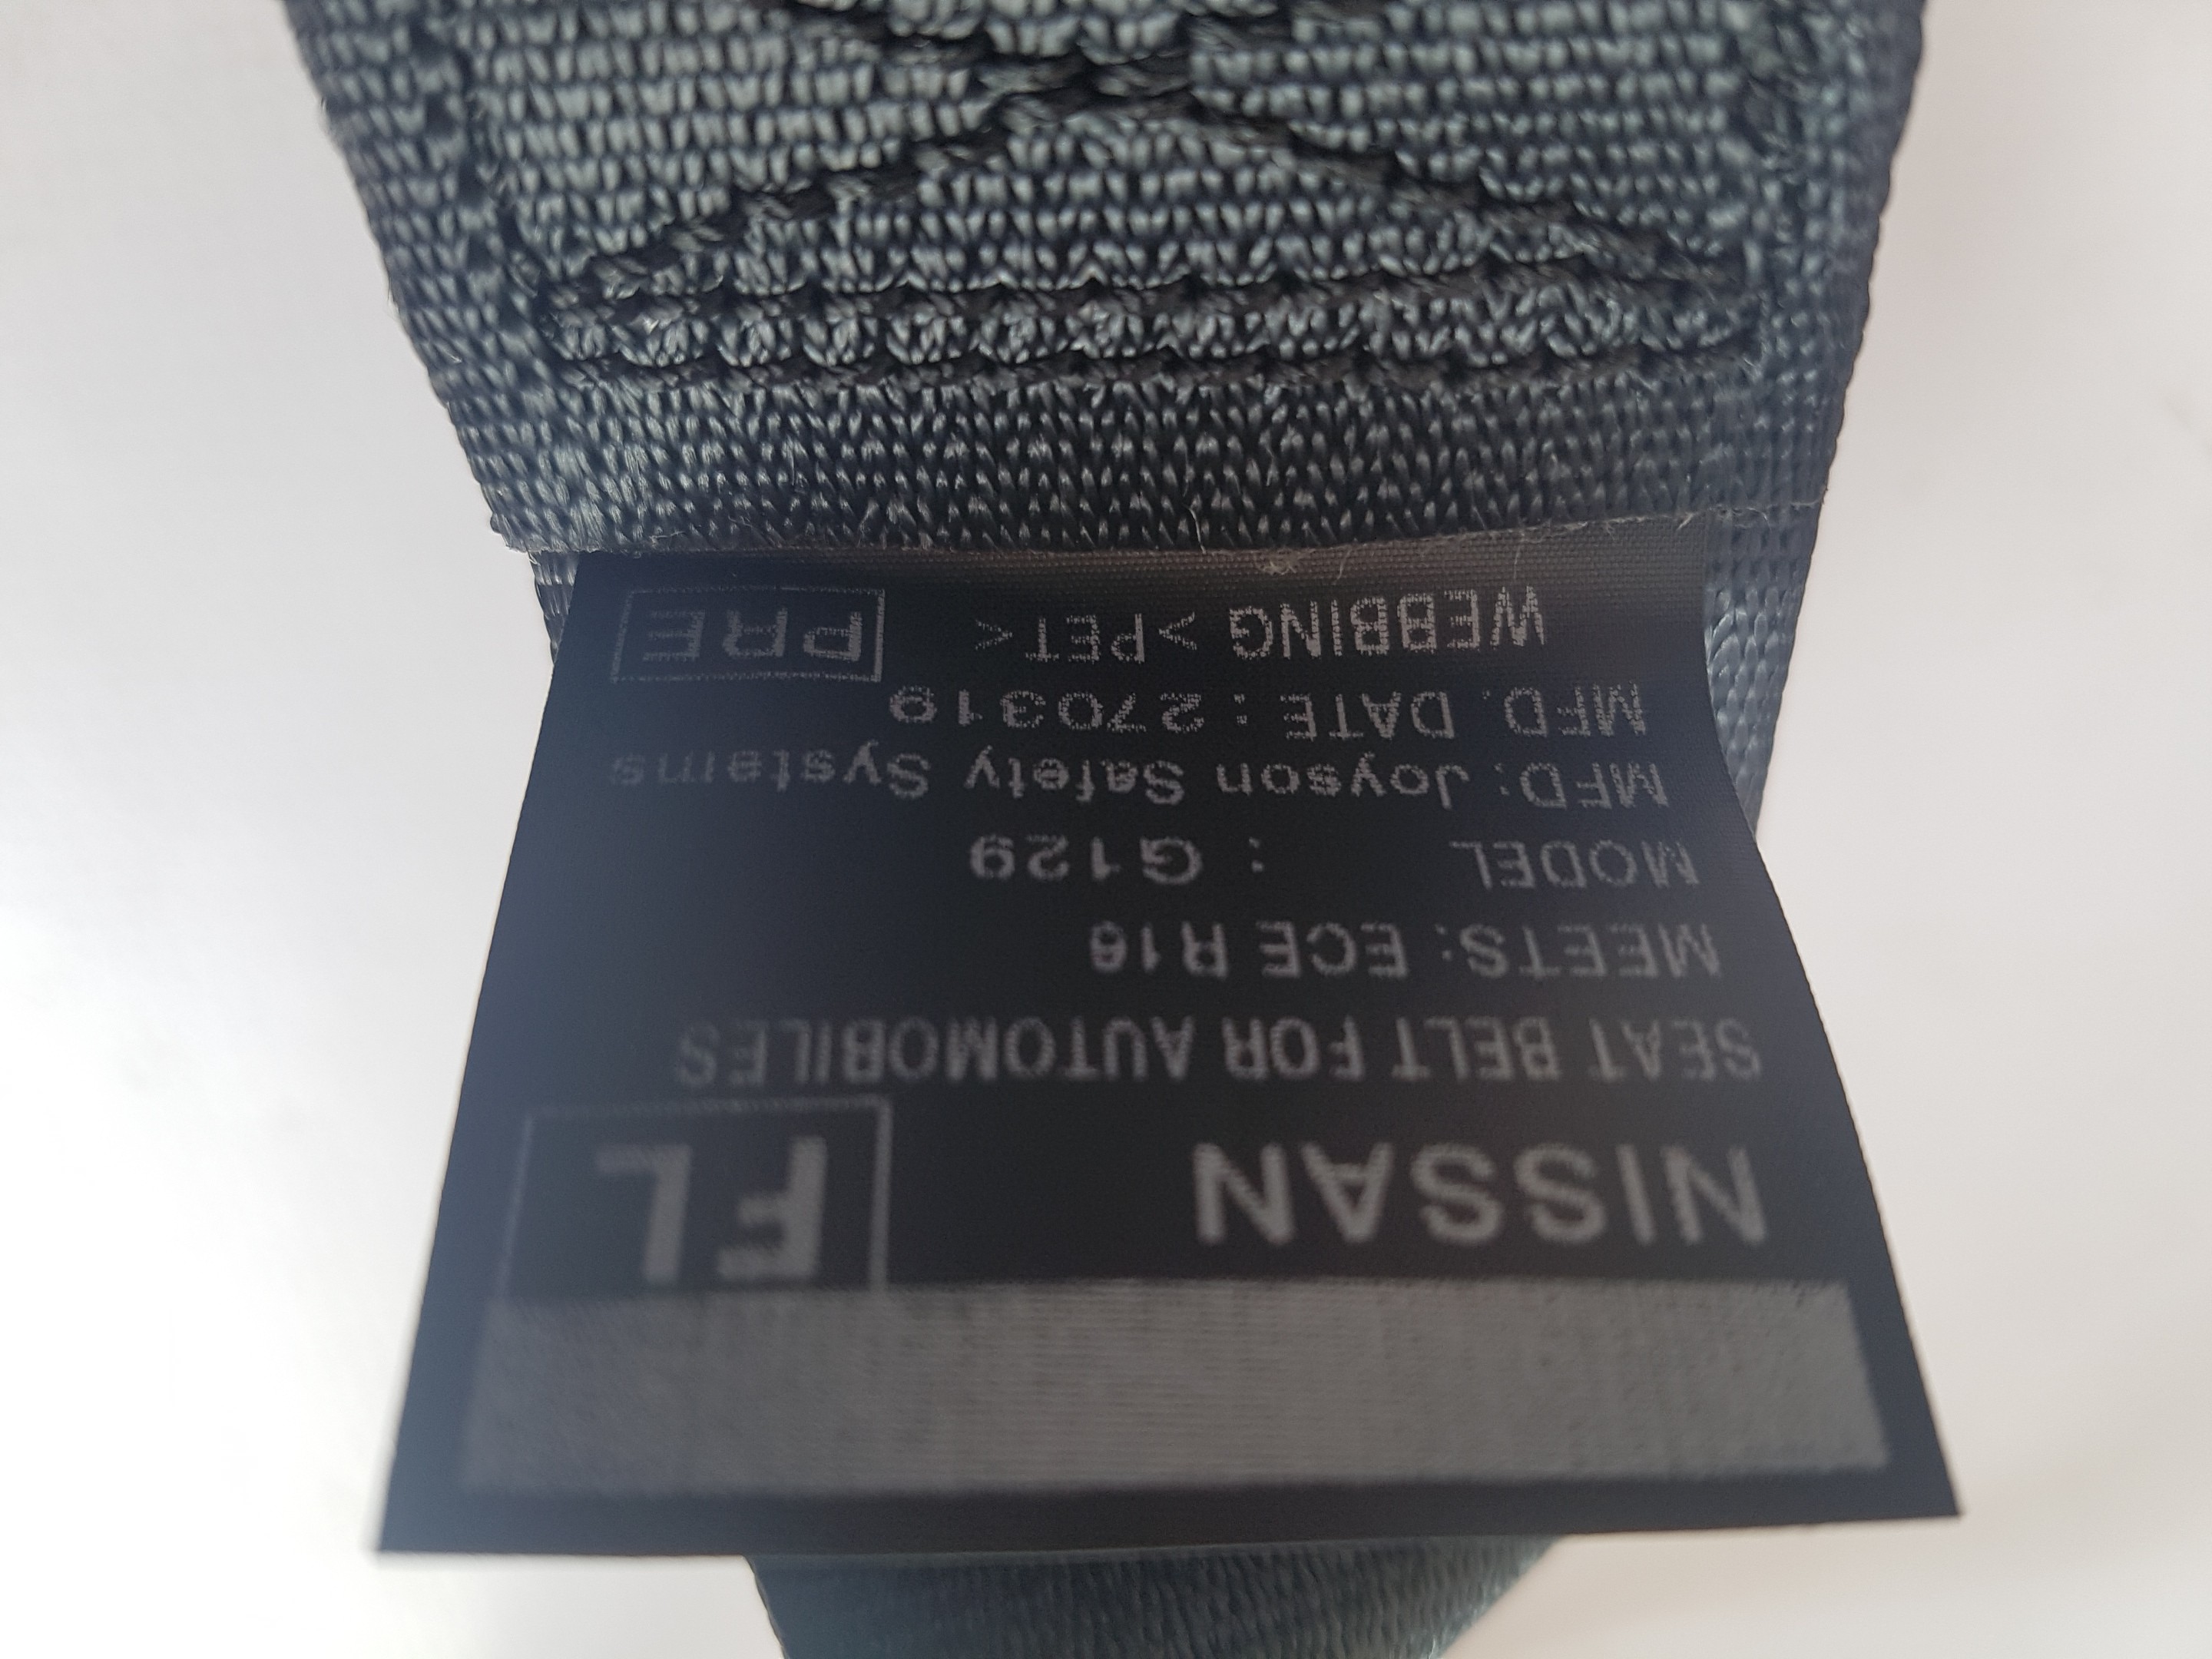 NISSAN FL
SEAT BELT FOR AUTOMOBILES
MEETS: ECE R16
MODEL : G129
MFD: Joyson Safety Systems
MFD. DATE : 270319
WEBBING >PET< PRE